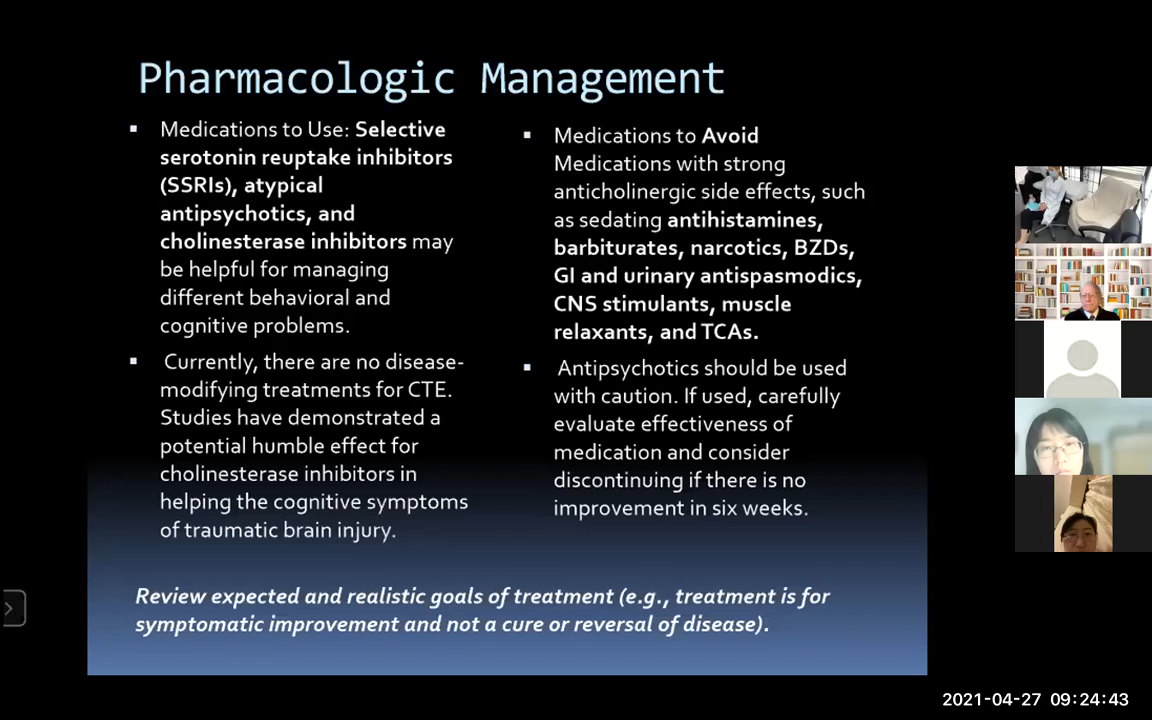 Pharmacologic Management
▪ Medications to Use: Selective
serotonin reuptake inhibitors
(SSRIs), atypical
antipsychotics, and
cholinesterase inhibitors may
be helpful for managing
different behavioral and
cognitive problems.
▪ Currently, there are no disease-
modifying treatments for CTE.
Studies have demonstrated a
potential humble effect for
cholinesterase inhibitors in
helping the cognitive symptoms
of traumatic brain injury.
▪ Medications to Avoid
Medications with strong
anticholinergic side effects, such
as sedating antihistamines,
barbiturates, narcotics, BZDs,
GI and urinary antispasmodics,
CNS stimulants, muscle
relaxants, and TCAs.
▪ Antipsychotics should be used
with caution. If used, carefully
evaluate effectiveness of
medication and consider
discontinuing if there is no
improvement in six weeks.
Review expected and realistic goals of treatment (e.g., treatment is for
symptomatic improvement and not a cure or reversal of disease).
2021-04-27 09:24:43